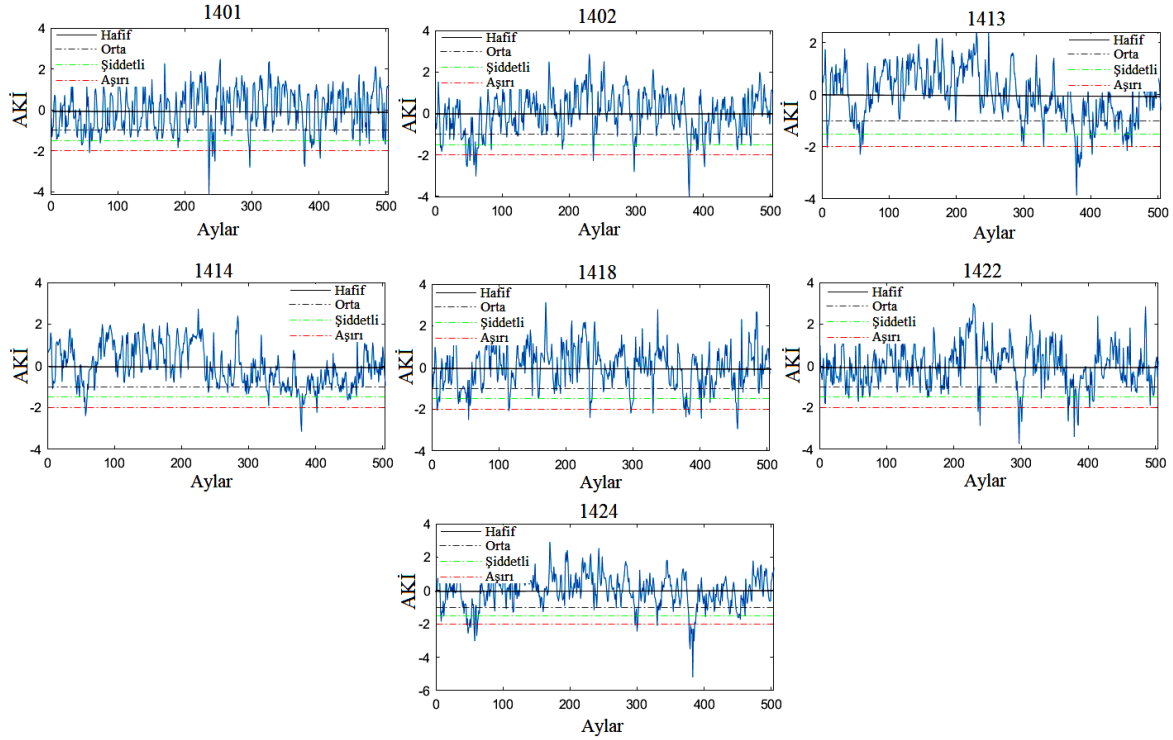 1401
4
2
0
-2
-4
AKİ
Hafif
Orta
Şiddetli
Aşırı
0 100 200 300 400 500
Aylar
1402
4
2
0
-2
-4
AKİ
Hafif
Orta
Şiddetli
Aşırı
0 100 200 300 400 500
Aylar
1413
2
0
-2
-4
AKİ
Hafif
Orta
Şiddetli
Aşırı
0 100 200 300 400 500
Aylar
1414
4
2
0
-2
-4
AKİ
Hafif
Orta
Şiddetli
Aşırı
0 100 200 300 400 500
Aylar
1418
4
2
0
-2
-4
AKİ
Hafif
Orta
Şiddetli
Aşırı
0 100 200 300 400 500
Aylar
1422
4
2
0
-2
-4
AKİ
Hafif
Orta
Şiddetli
Aşırı
0 100 200 300 400 500
Aylar
1424
4
2
0
-2
-4
-6
AKİ
Hafif
Orta
Şiddetli
Aşırı
0 100 200 300 400 500
Aylar